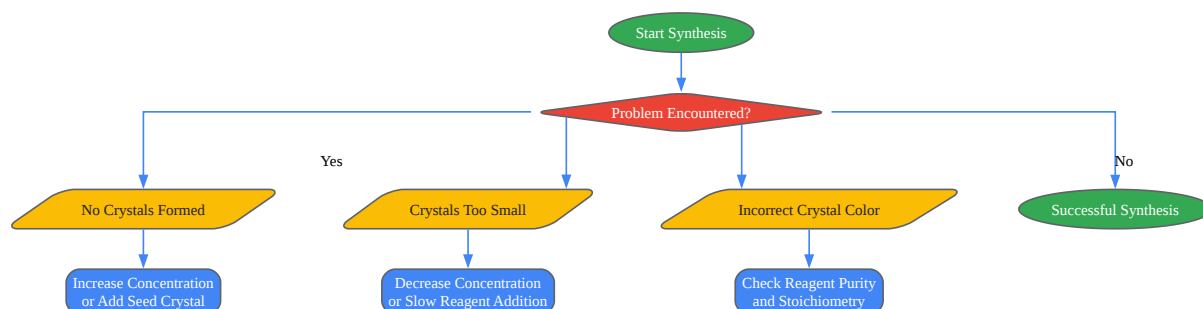 Start Synthesis
Problem Encountered?
Yes
No
No Crystals Formed
Crystals Too Small
Incorrect Crystal Color
Successful Synthesis
Increase Concentration
or Add Seed Crystal
Decrease Concentration
or Slow Reagent Addition
Check Reagent Purity
and Stoichiometry